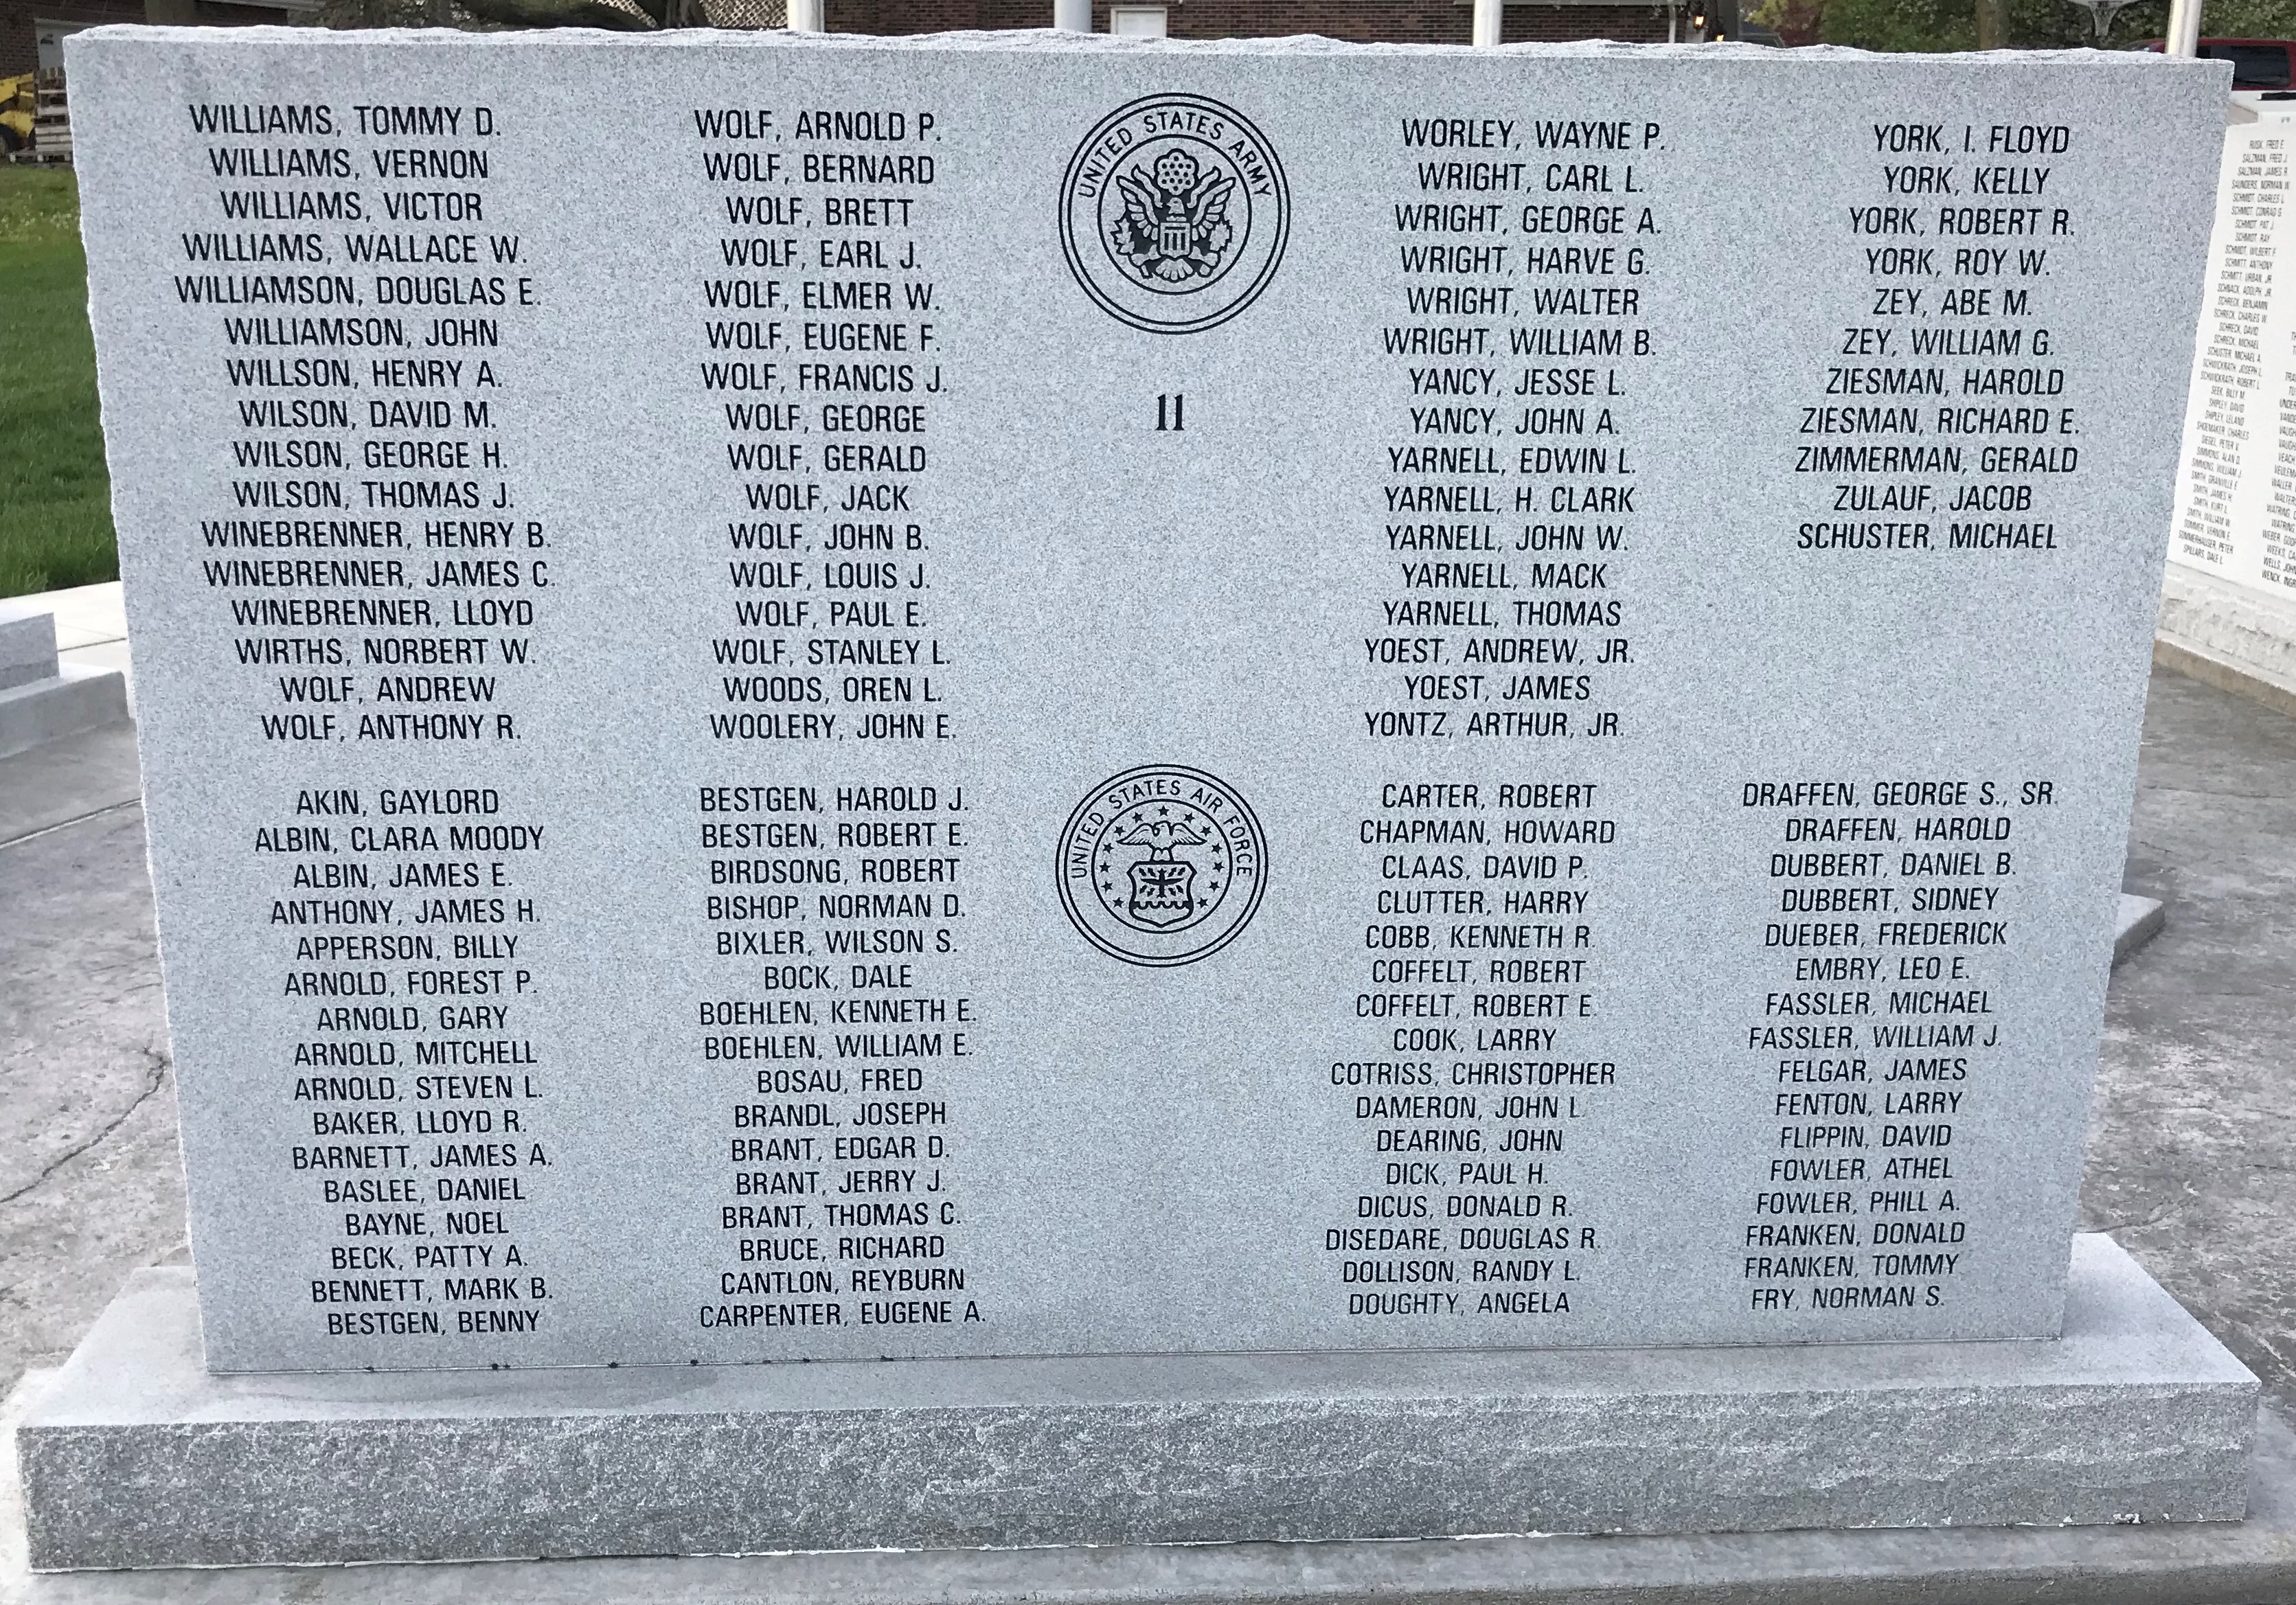 WILLIAMS, TOMMY D.
WILLIAMS, VERNON
WILLIAMS, VICTOR
WILLIAMS, WALLACE W.
WILLIAMSON, DOUGLAS E.
WILLIAMSON, JOHN
WILLSON, HENRY A.
WILSON, DAVID M.
WILSON, GEORGE H.
WILSON, THOMAS J.
WINEBRENNER, HENRY B.
WINEBRENNER, JAMES C.
WINEBRENNER, LLOYD
WIRTHS, NORBERT W.
WOLF, ANDREW
WOLF, ANTHONY R.
WOLF, ARNOLD P.
WOLF, BERNARD
WOLF, BRETT
WOLF, EARL J.
WOLF, ELMER W.
WOLF, EUGENE F.
WOLF, FRANCIS J.
WOLF, GEORGE
WOLF, GERALD
WOLF, JACK
WOLF, JOHN B.
WOLF, LOUIS J.
WOLF, PAUL E.
WOLF, STANLEY L.
WOODS, OREN L.
WOOLERY, JOHN E.
UNITED STATES ARMY
11
WORLEY, WAYNE P.
WRIGHT, CARL L.
WRIGHT, GEORGE A.
WRIGHT, HARVE G.
WRIGHT, WALTER
WRIGHT, WILLIAM B.
YANCY, JESSE L.
YANCY, JOHN A.
YARNELL, EDWIN L.
YARNELL, H. CLARK
YARNELL, JOHN W.
YARNELL, MACK
YARNELL, THOMAS
YOEST, ANDREW, JR.
YOEST, JAMES
YONTZ, ARTHUR, JR.
YORK, I. FLOYD
YORK, KELLY
YORK, ROBERT R.
YORK, ROY W.
ZEY, ABE M.
ZEY, WILLIAM G.
ZIESMAN, HAROLD
ZIESMAN, RICHARD E.
ZIMMERMAN, GERALD
ZULAUF, JACOB
SCHUSTER, MICHAEL
AKIN, GAYLORD
ALBIN, CLARA MOODY
ALBIN, JAMES E.
ANTHONY, JAMES H.
APPERSON, BILLY
ARNOLD, FOREST P.
ARNOLD, GARY
ARNOLD, MITCHELL
ARNOLD, STEVEN L.
BAKER, LLOYD R.
BARNETT, JAMES A.
BASLEE, DANIEL
BAYNE, NOEL
BECK, PATTY A.
BENNETT, MARK B.
BESTGEN, BENNY
BESTGEN, HAROLD J.
BESTGEN, ROBERT E.
BIRDSONG, ROBERT
BISHOP, NORMAN D.
BIXLER, WILSON S.
BOCK, DALE
BOEHLEN, KENNETH E.
BOEHLEN, WILLIAM E.
BOSAU, FRED
BRANDL, JOSEPH
BRANT, EDGAR D.
BRANT, JERRY J.
BRANT, THOMAS C.
BRUCE, RICHARD
CANTLON, REYBURN
CARPENTER, EUGENE A.
UNITED STATES AIR FORCE
CARTER, ROBERT
CHAPMAN, HOWARD
CLAAS, DAVID P.
CLUTTER, HARRY
COBB, KENNETH R.
COFFELT, ROBERT
COFFELT, ROBERT E.
COOK, LARRY
COTRISS, CHRISTOPHER
DAMERON, JOHN L.
DEARING, JOHN
DICK, PAUL H.
DICUS, DONALD R.
DISEDARE, DOUGLAS R.
DOLLISON, RANDY L.
DOUGHTY, ANGELA
DRAFFEN, GEORGE S., SR.
DRAFFEN, HAROLD
DUBBERT, DANIEL B.
DUBBERT, SIDNEY
DUEBER, FREDERICK
EMBRY, LEO E.
FASSLER, MICHAEL
FASSLER, WILLIAM J.
FELGAR, JAMES
FENTON, LARRY
FLIPPIN, DAVID
FOWLER, ATHEL
FOWLER, PHILL A.
FRANKEN, DONALD
FRANKEN, TOMMY
FRY, NORMAN S.